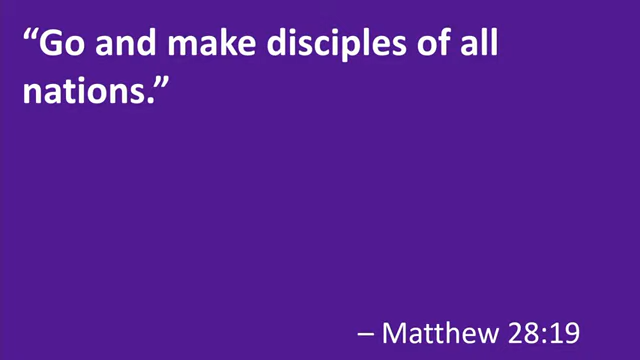 “Go and make disciples of all
nations.”
– Matthew 28:19